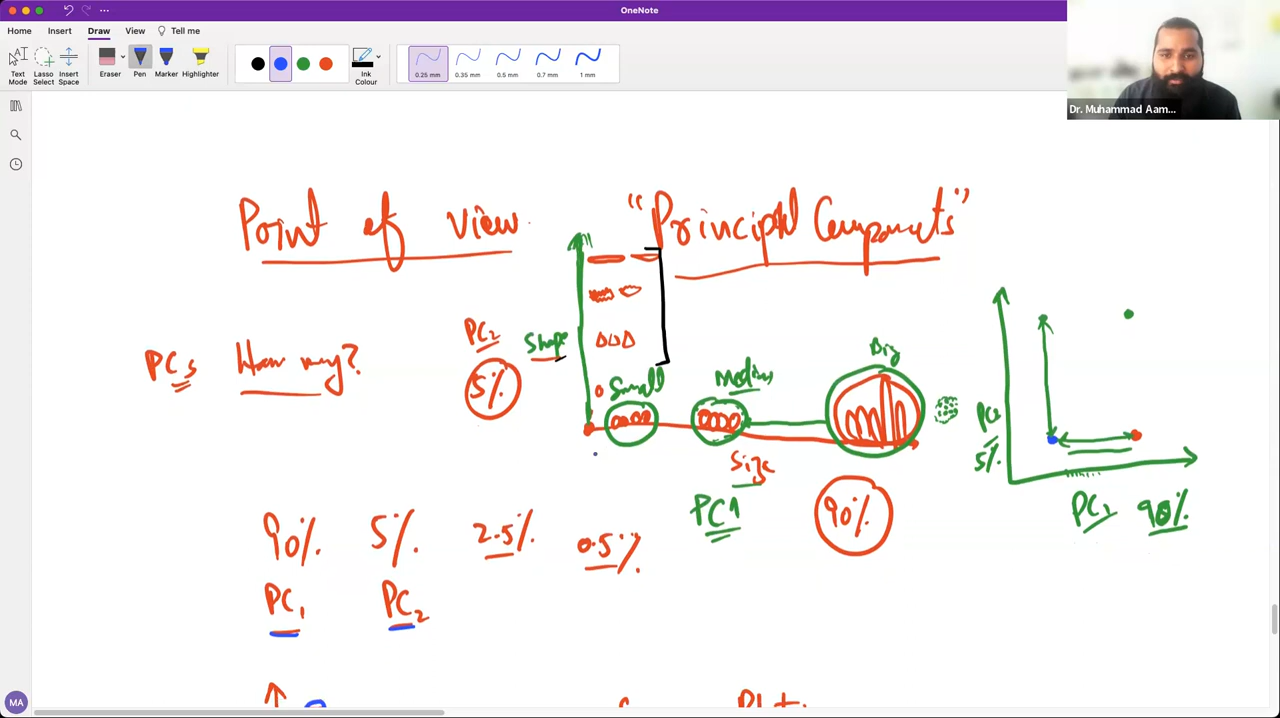 OneNote
Home Insert Draw View Tell me
Text Mode
Lasso Select
Insert Space
Eraser
Pen
Marker
Highlighter
Ink Colour
0.25 mm
0.35 mm
0.5 mm
0.7 mm
1 mm
Dr. Muhammad Aam...
Point of View "Principal Components"
PCs How many?
PC2
5%
Shape
Small
Medium
Big
Size
PC1
90%
PC2
5%
PC1 90%
90% 5% 2.5% 0.5%
PC1 PC2
MA